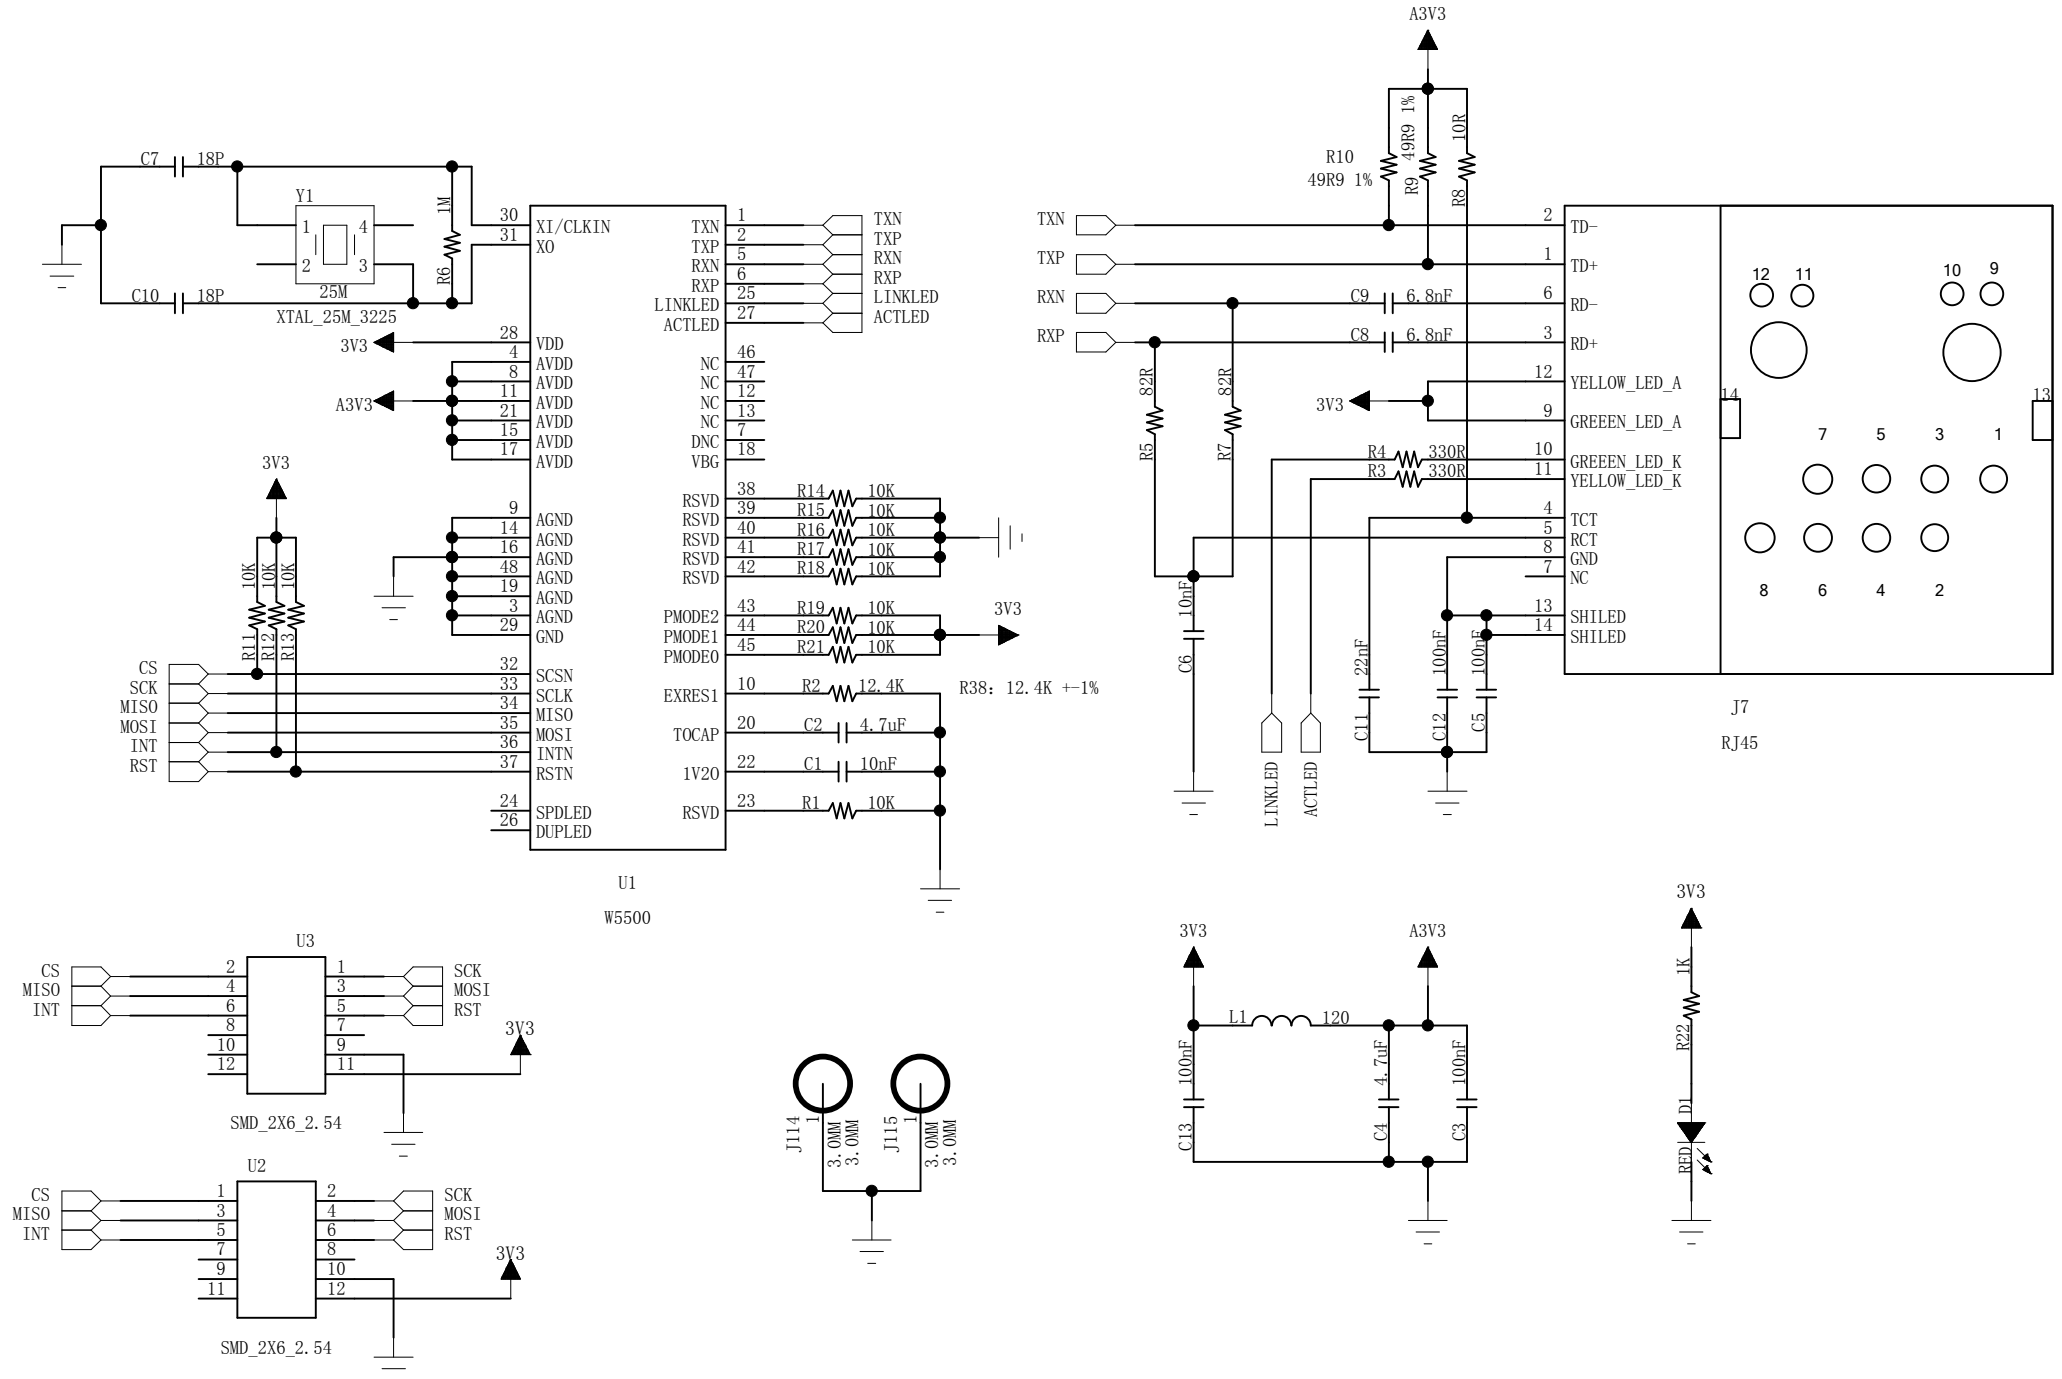 A3V3
R10
49R9 1%
49R9 1%
R9
10R
R8
C7 18P
Y1
1 4
2 3
25M
XTAL_25M_3225
C10 18P
1M
R6
30 XI/CLKIN
31 XO
3V3 28 VDD
4 AVDD
8 AVDD
A3V3 11 AVDD
21 AVDD
15 AVDD
17 AVDD
9 AGND
14 AGND
16 AGND
48 AGND
19 AGND
3 AGND
29 GND
3V3
10K
10K
10K
R11
R12
R13
CS 32 SCSN
SCK 33 SCLK
MISO 34 MISO
MOSI 35 MOSI
INT 36 INTN
RST 37 RSTN
24 SPDLED
26 DUPLED
TXN 1 TXN
TXP 2 TXP
RXN 5 RXN
RXP 6 RXP
LINKLED 25 LINKLED
ACTLED 27 ACTLED
NC 46
NC 47
NC 12
NC 13
DNC 7
VBG 18
RSVD 38 R14 10K
RSVD 39 R15 10K
RSVD 40 R16 10K
RSVD 41 R17 10K
RSVD 42 R18 10K
PMODE2 43 R19 10K
PMODE1 44 R20 10K
PMODE0 45 R21 10K
3V3
EXRES1 10 R2 12.4K
R38: 12.4K +-1%
TOCAP 20 C2 4.7uF
1V2O 22 C1 10nF
RSVD 23 R1 10K
U1
W5500
TXN 2 TD-
TXP 1 TD+
RXN C9 6.8nF 6 RD-
RXP C8 6.8nF 3 RD+
82R
R5
82R
R7
12 YELLOW_LED_A
3V3
9 GREEEN_LED_A
R4 330R 10 GREEEN_LED_K
R3 330R 11 YELLOW_LED_K
4 TCT
5 RCT
8 GND
7 NC
13 SHILED
14 SHILED
10nF
C6
LINKLED
ACTLED
22nF
C11
100nF
C12
100nF
C5
12 11 10 9
14 13
7 5 3 1
8 6 4 2
J7
RJ45
U3
CS 2 1 SCK
MISO 4 3 MOSI
INT 6 5 RST
8 7
10 9
12 11
3V3
SMD_2X6_2.54
U2
CS 1 2 SCK
MISO 3 4 MOSI
INT 5 6 RST
7 8
9 10
11 12
3V3
SMD_2X6_2.54
J114
1
3.0MM
3.0MM
J115
1
3.0MM
3.0MM
3V3
A3V3
L1 120
100nF
C13
4.7uF
C4
100nF
C3
3V3
1K
R22
D1
RED